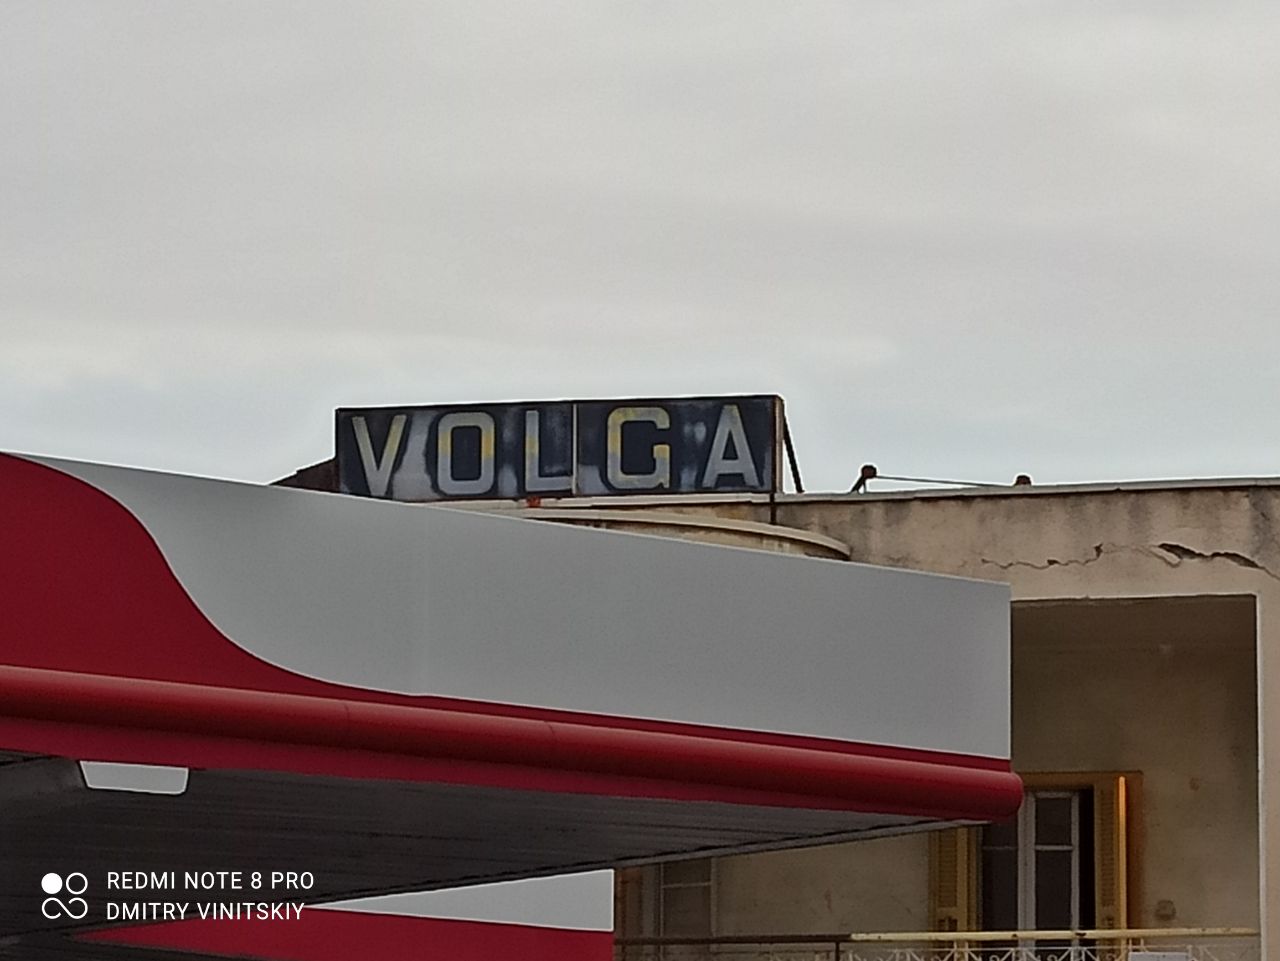 VOLGA
REDMI NOTE 8 PRO
DMITRY VINITSKIY